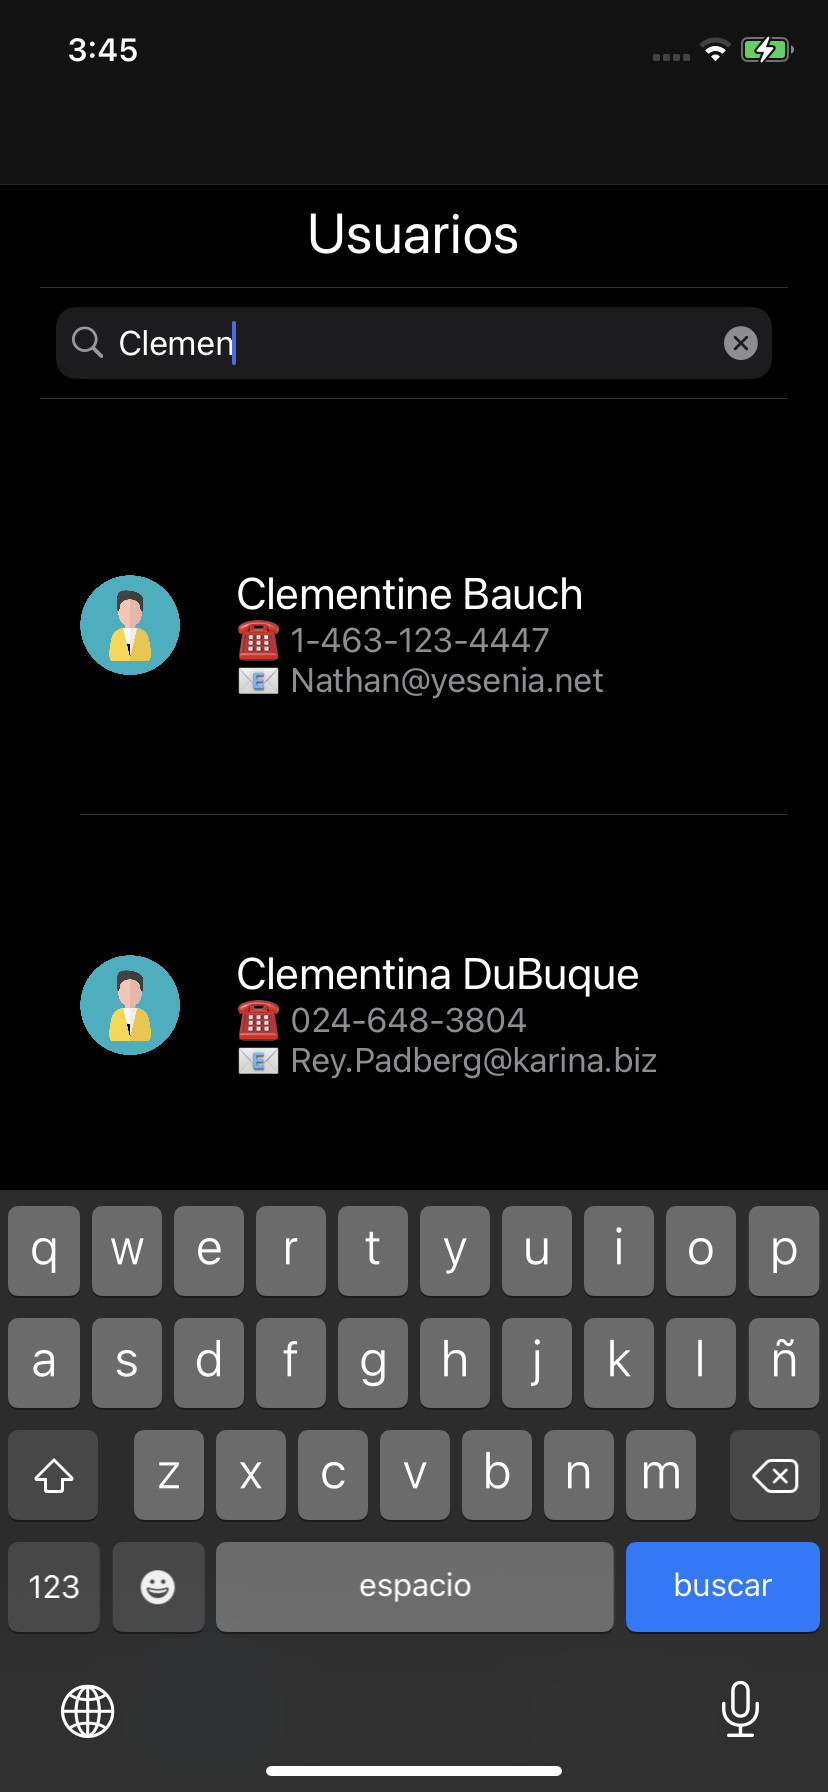 3:45
Usuarios
Clemen
Clementine Bauch
☎️ 1-463-123-4447
📧 Nathan@yesenia.net
Clementina DuBuque
☎️ 024-648-3804
📧 Rey.Padberg@karina.biz
q w e r t y u i o p
a s d f g h j k l ñ
z x c v b n m
123 espacio buscar